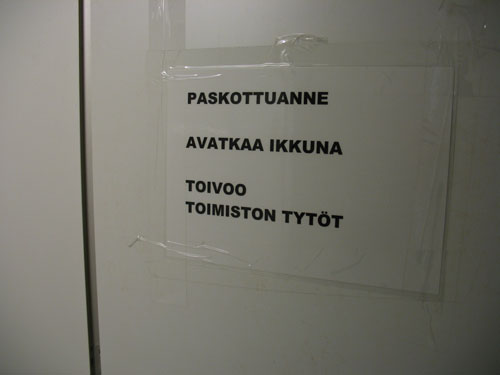 PASKOTTUANNE
AVATKAA IKKUNA
TOIVOO
TOIMISTON TYTÖT